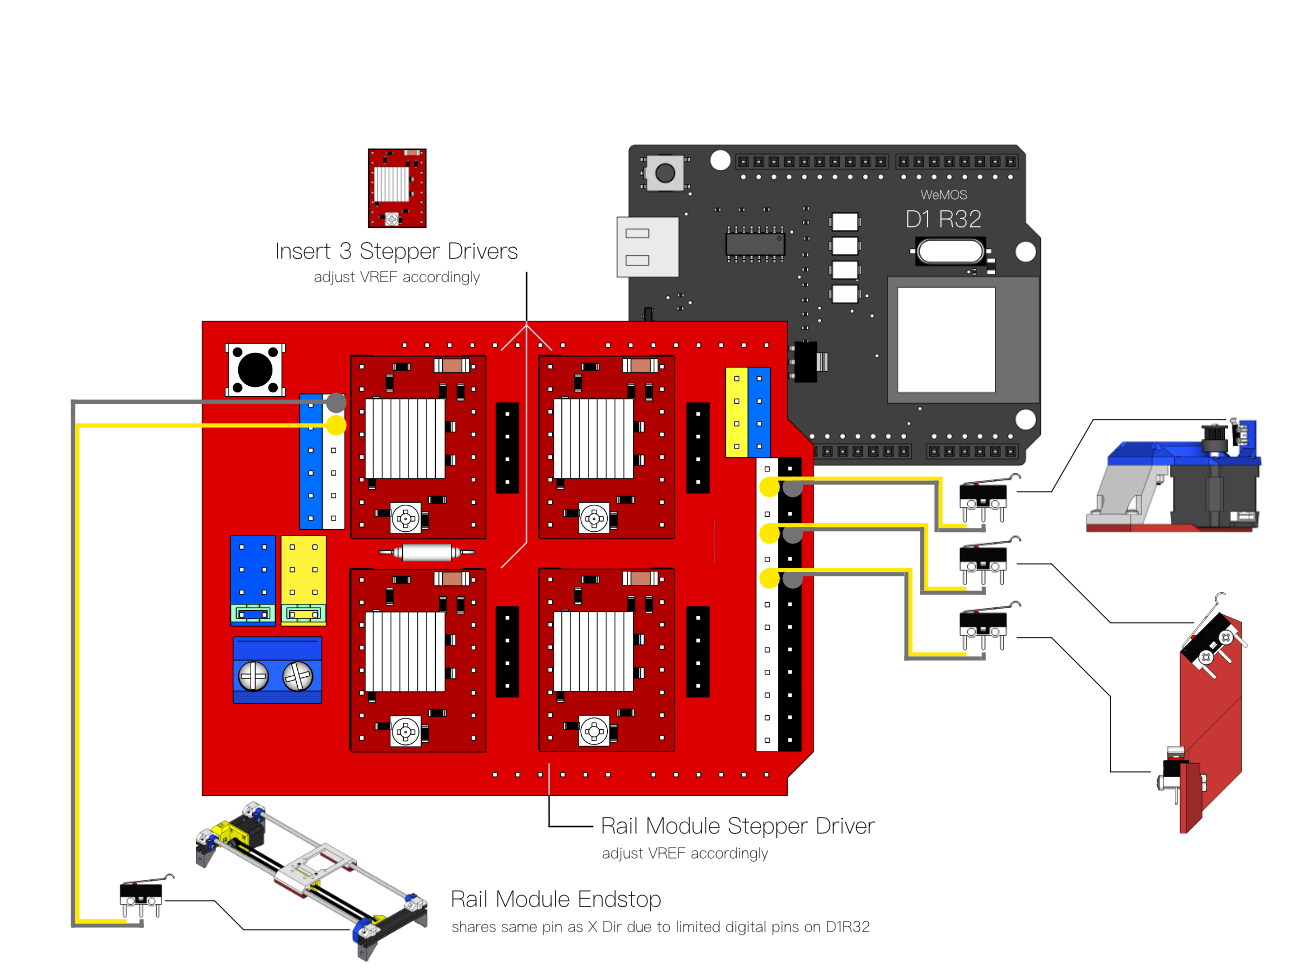 WeMOS
D1 R32
Insert 3 Stepper Drivers
adjust VREF accordingly
Rail Module Stepper Driver
adjust VREF accordingly
Rail Module Endstop
shares same pin as X Dir due to limited digital pins on D1R32